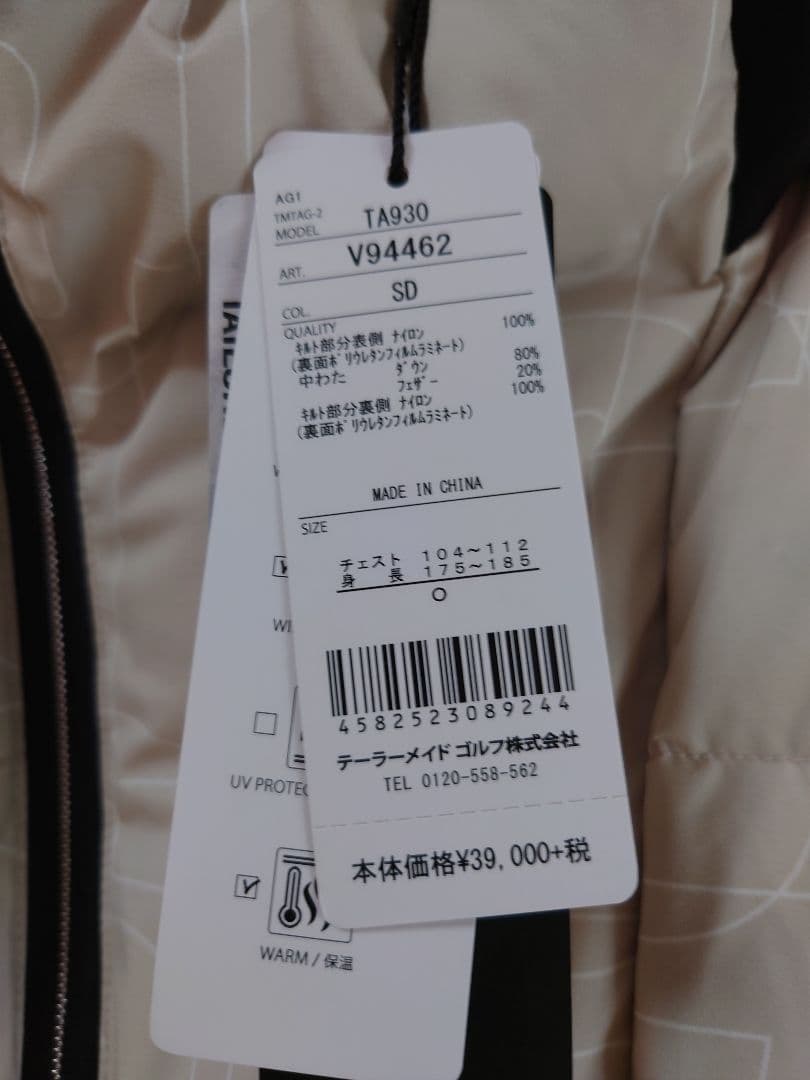 AG1
TMTAG-2
MODEL TA930
ART. V94462
COL. SD
QUALITY
ｷﾙﾄ部分表側 ﾅｲﾛﾝ 100%
(裏面ﾎﾟﾘｳﾚﾀﾝﾌｨﾙﾑﾗﾐﾈｰﾄ)
中わた ﾀﾞｳﾝ 80%
ﾌｪｻﾞｰ 20%
ｷﾙﾄ部分裏側 ﾅｲﾛﾝ 100%
(裏面ﾎﾟﾘｳﾚﾀﾝﾌｨﾙﾑﾗﾐﾈｰﾄ)
MADE IN CHINA
SIZE
チェスト 104~112
身長 175~185
O
4582523089244
テーラーメイド ゴルフ株式会社
TEL 0120-558-562
本体価格¥39,000+税
UV PROTEC
WARM / 保温